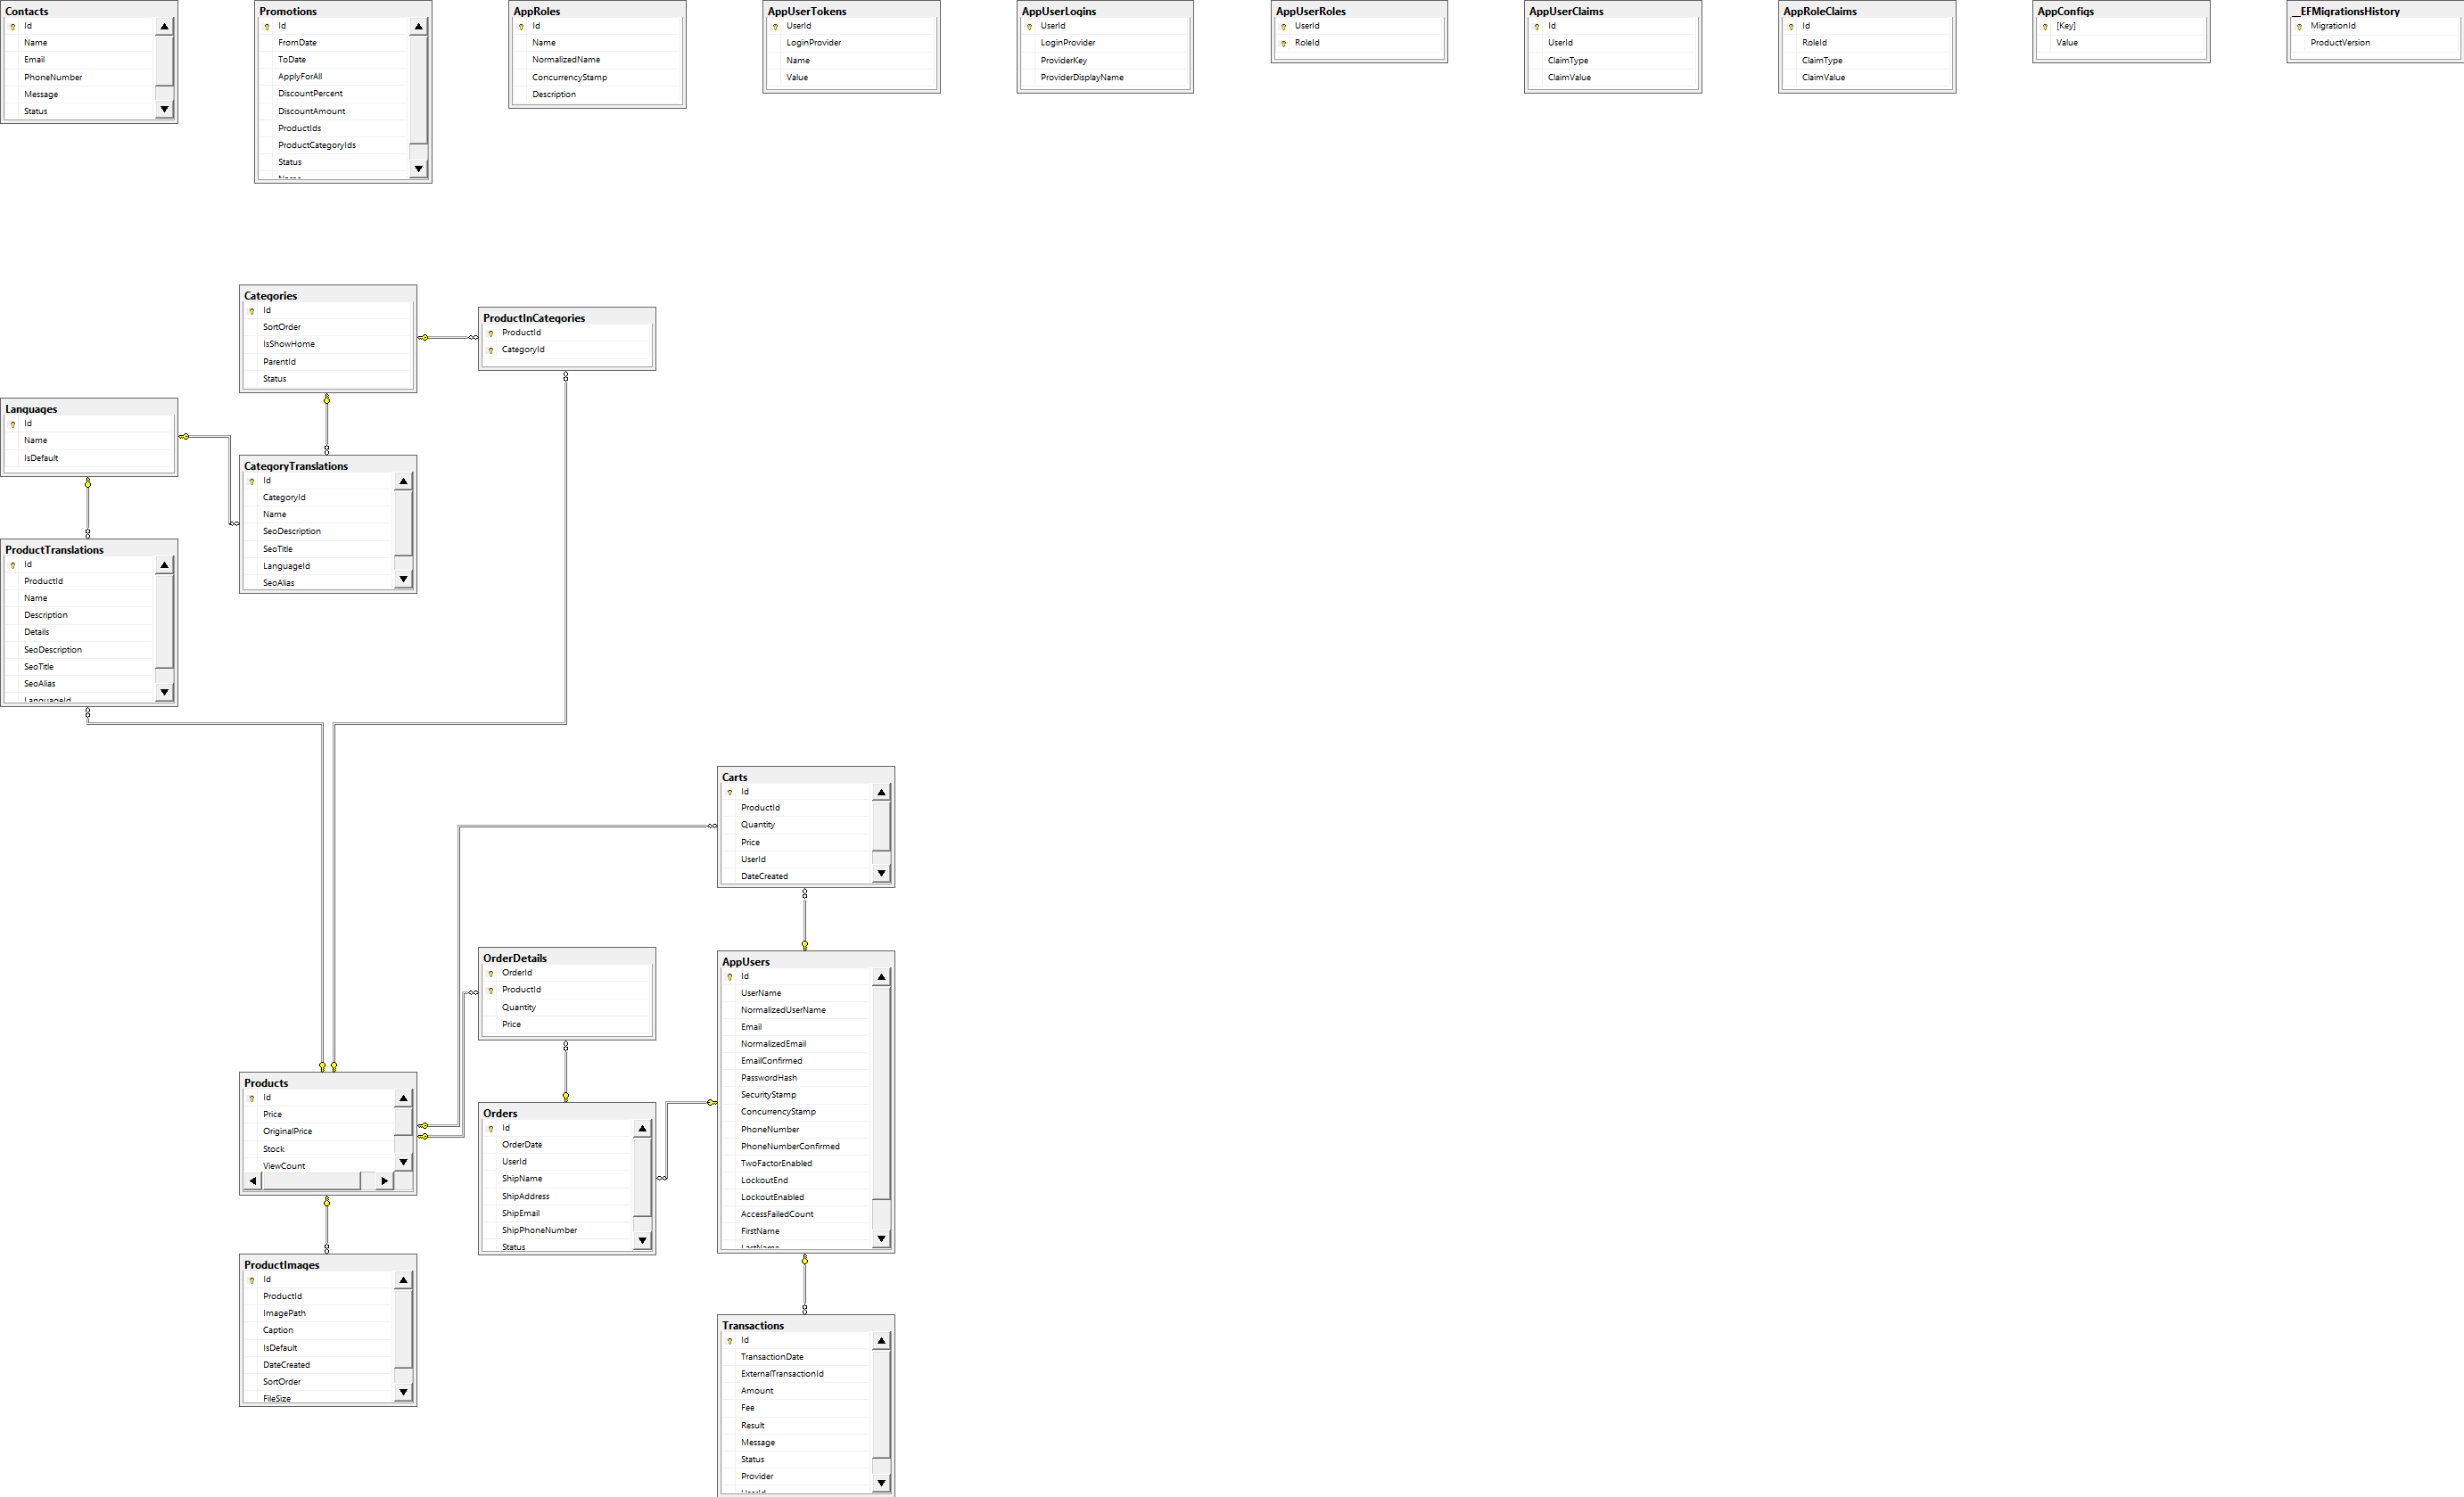 Contacts
Id
Name
Email
PhoneNumber
Message
Status
Promotions
Id
FromDate
ToDate
ApplyForAll
DiscountPercent
DiscountAmount
ProductIds
ProductCategoryIds
Status
Name
AppRoles
Id
Name
NormalizedName
ConcurrencyStamp
Description
AppUserTokens
UserId
LoginProvider
Name
Value
AppUserLogins
UserId
LoginProvider
ProviderKey
ProviderDisplayName
AppUserRoles
UserId
RoleId
AppUserClaims
Id
UserId
ClaimType
ClaimValue
AppRoleClaims
Id
RoleId
ClaimType
ClaimValue
AppConfigs
[Key]
Value
__EFMigrationsHistory
MigrationId
ProductVersion
Categories
Id
SortOrder
IsShowHome
ParentId
Status
ProductInCategories
ProductId
CategoryId
Languages
Id
Name
IsDefault
CategoryTranslations
Id
CategoryId
Name
SeoDescription
SeoTitle
LanguageId
SeoAlias
ProductTranslations
Id
ProductId
Name
Description
Details
SeoDescription
SeoTitle
SeoAlias
LanguageId
Carts
Id
ProductId
Quantity
Price
UserId
DateCreated
OrderDetails
OrderId
ProductId
Quantity
Price
AppUsers
Id
UserName
NormalizedUserName
Email
NormalizedEmail
EmailConfirmed
PasswordHash
SecurityStamp
ConcurrencyStamp
PhoneNumber
PhoneNumberConfirmed
TwoFactorEnabled
LockoutEnd
LockoutEnabled
AccessFailedCount
FirstName
LastName
Products
Id
Price
OriginalPrice
Stock
ViewCount
Orders
Id
OrderDate
UserId
ShipName
ShipAddress
ShipEmail
ShipPhoneNumber
Status
ProductImages
Id
ProductId
ImagePath
Caption
IsDefault
DateCreated
SortOrder
FileSize
Transactions
Id
TransactionDate
ExternalTransactionId
Amount
Fee
Result
Message
Status
Provider
UserId